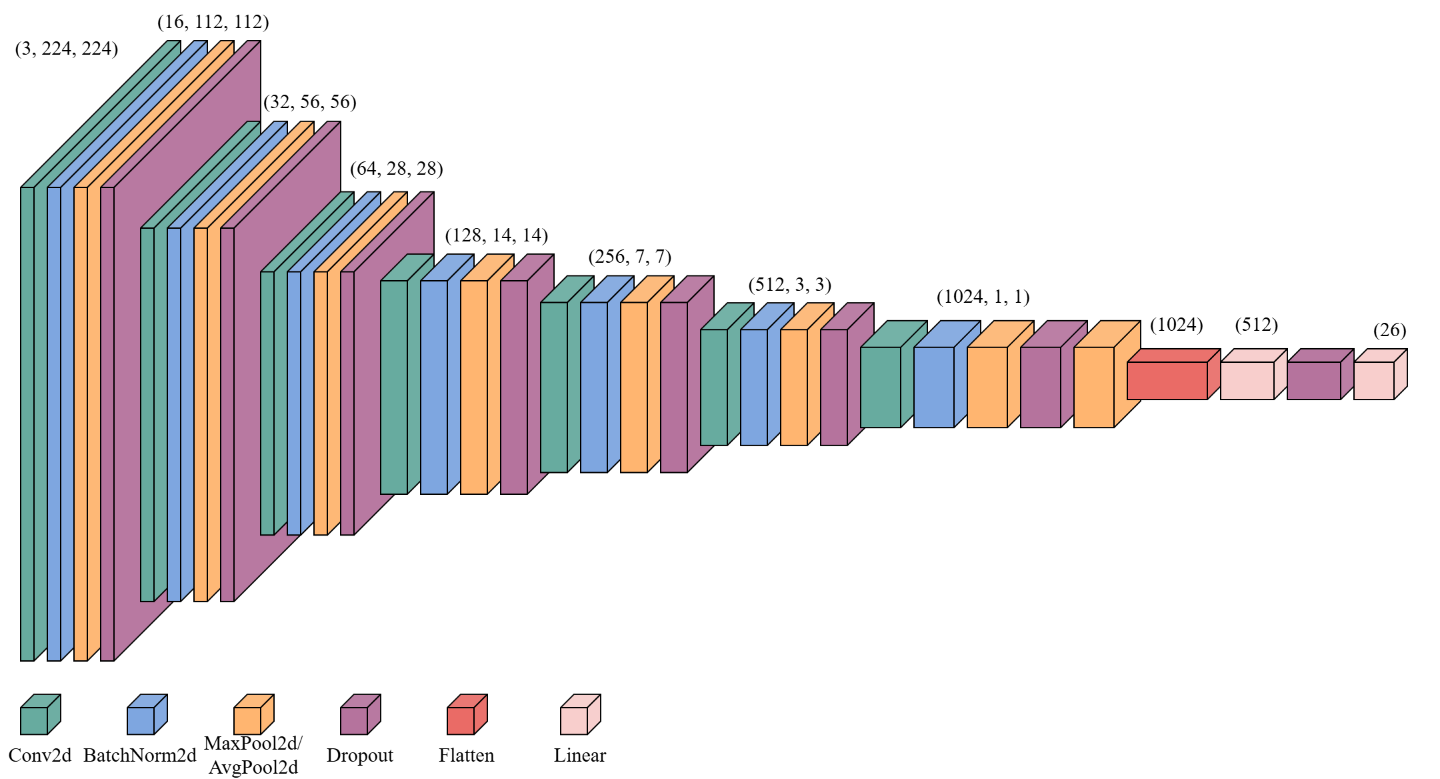 (16, 112, 112)
(3, 224, 224)
(32, 56, 56)
(64, 28, 28)
(128, 14, 14)
(256, 7, 7)
(512, 3, 3)
(1024, 1, 1)
(1024)
(512)
(26)
Conv2d
BatchNorm2d
MaxPool2d/
AvgPool2d
Dropout
Flatten
Linear